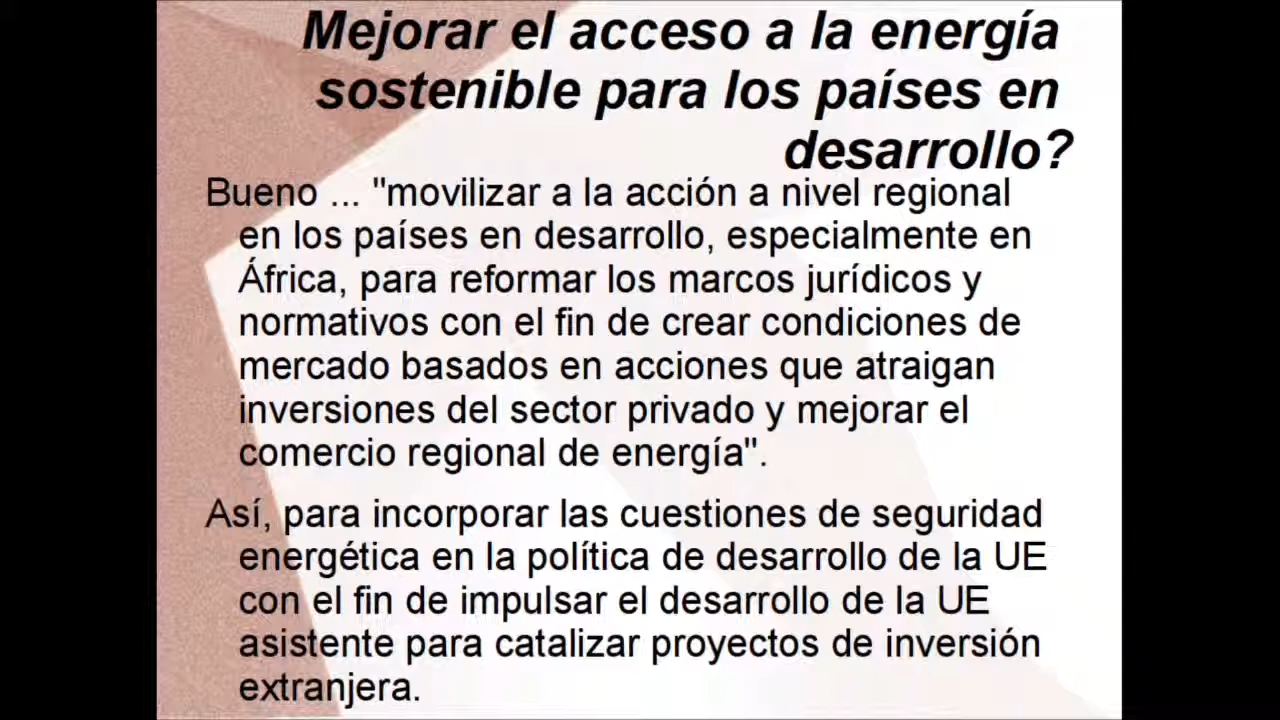 Mejorar el acceso a la energía
sostenible para los países en
desarrollo?
Bueno ... "movilizar a la acción a nivel regional
en los países en desarrollo, especialmente en
África, para reformar los marcos jurídicos y
normativos con el fin de crear condiciones de
mercado basados en acciones que atraigan
inversiones del sector privado y mejorar el
comercio regional de energía".
Así, para incorporar las cuestiones de seguridad
energética en la política de desarrollo de la UE
con el fin de impulsar el desarrollo de la UE
asistente para catalizar proyectos de inversión
extranjera.